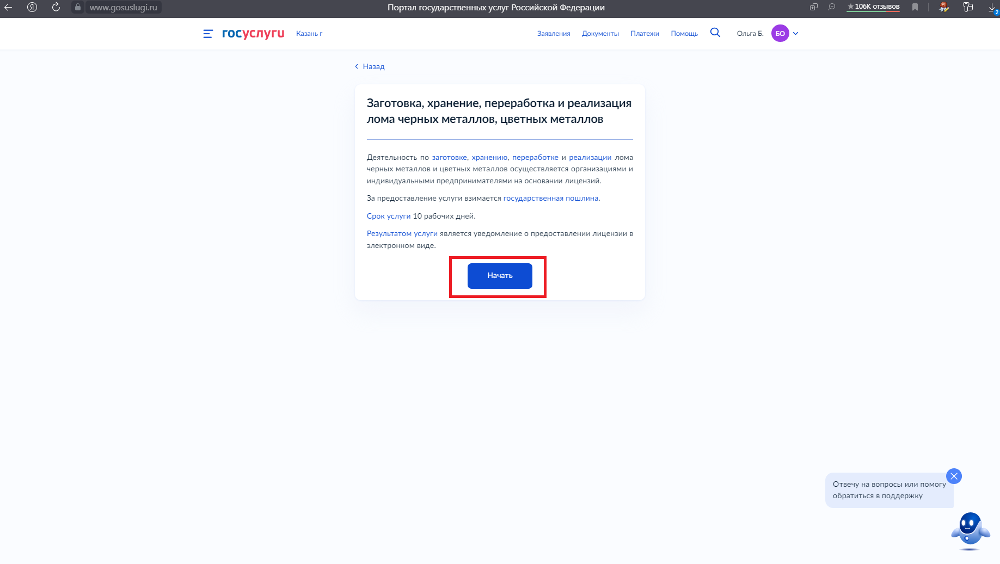 www.gosuslugi.ru
Портал государственных услуг Российской Федерации
★ 106К отзывов
2
госуслуги
Казань г
Заявления
Документы
Платежи
Помощь
Ольга Б.
БО
Назад
Заготовка, хранение, переработка и реализация
лома черных металлов, цветных металлов
Деятельность по заготовке, хранению, переработке и реализации лома
черных металлов и цветных металлов осуществляется организациями и
индивидуальными предпринимателями на основании лицензий.
За предоставление услуги взимается государственная пошлина.
Срок услуги 10 рабочих дней.
Результатом услуги является уведомление о предоставлении лицензии в
электронном виде.
Начать
Отвечу на вопросы или помогу
обратиться в поддержку